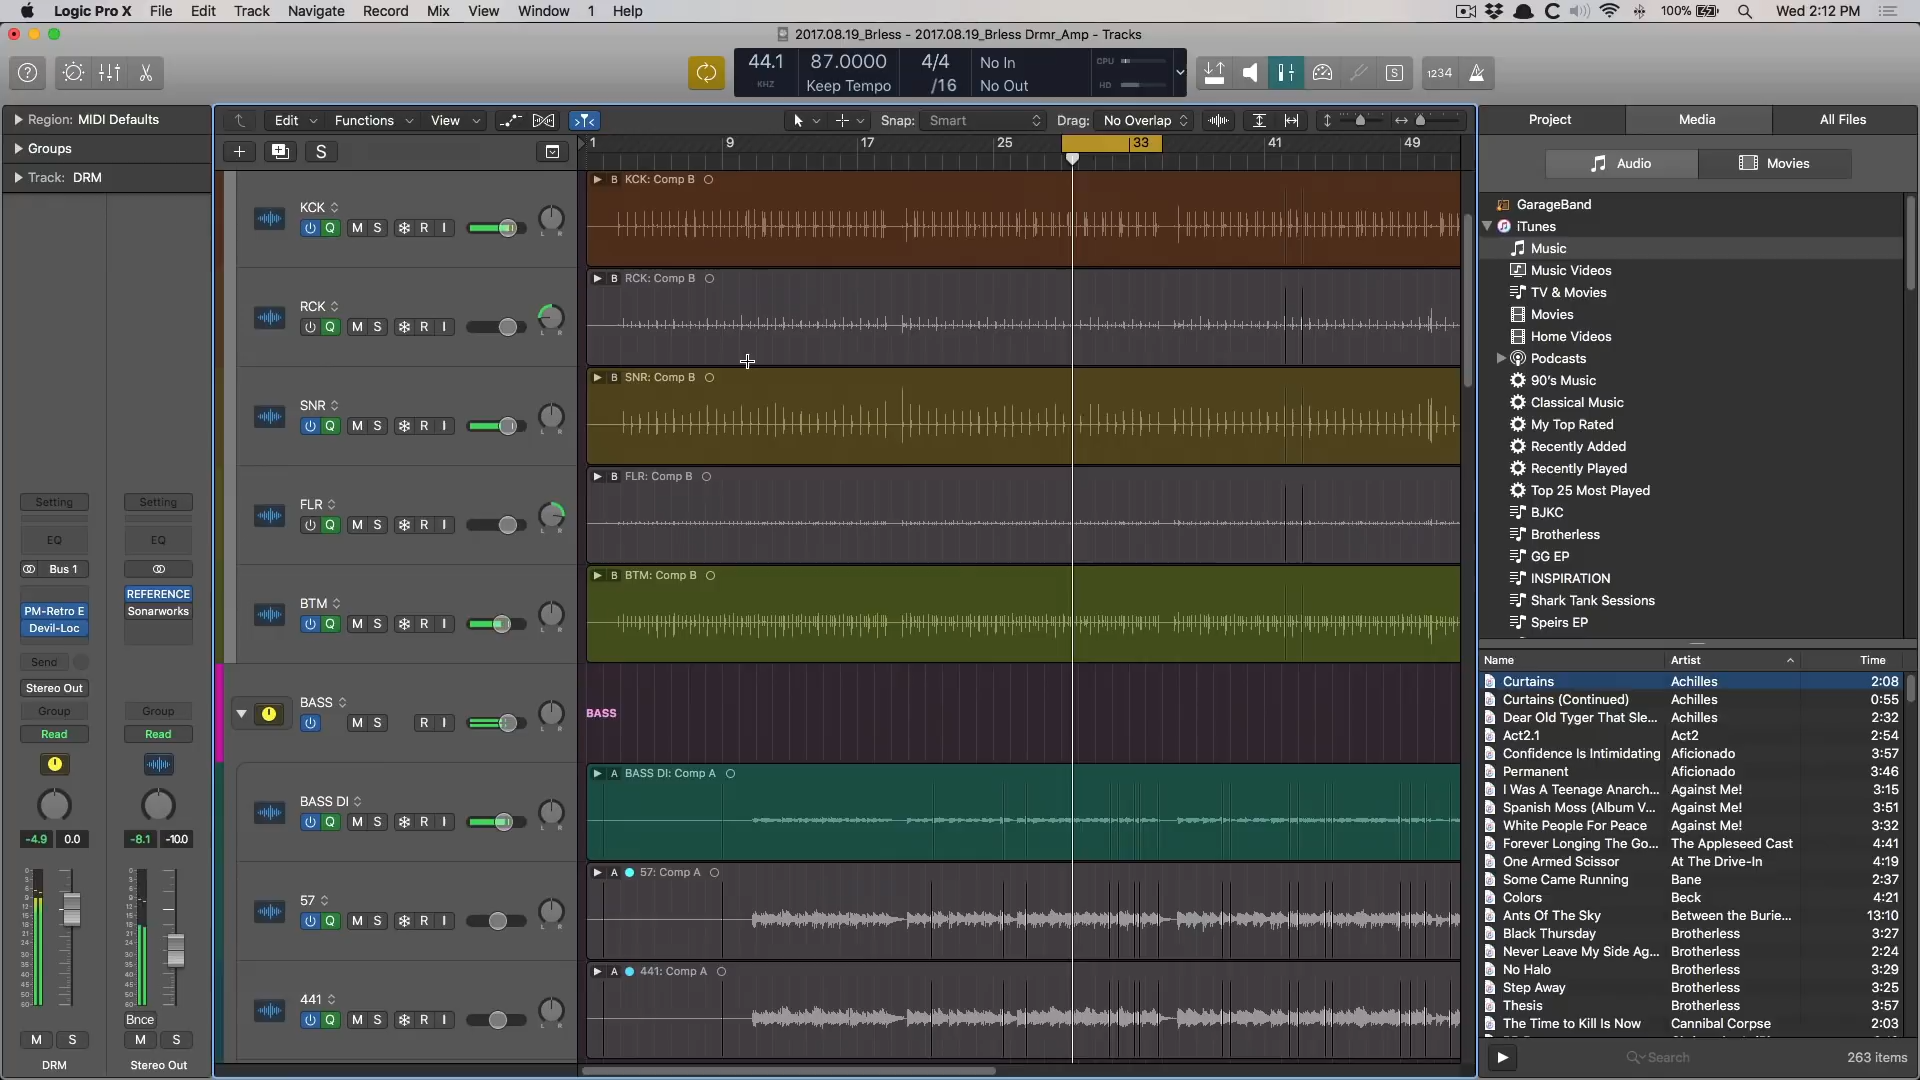 Logic Pro X File Edit Track Navigate Record Mix View Window 1 Help 100% Wed 2:12 PM
2017.08.19_Brless - 2017.08.19_Brless Drmr_Amp - Tracks
44.1 87.0000 4/4 No In CPU
KHZ Keep Tempo /16 No Out HD
S 1234
Region: MIDI Defaults
Groups
Track: DRM
Edit Functions View Snap: Smart Drag: No Overlap
S
1 9 17 25 33 41 49
KCK
Q M S R I
L R
B KCK: Comp B
RCK
Q M S R I
L R
B RCK: Comp B
SNR
Q M S R I
L R
B SNR: Comp B
FLR
Q M S R I
L R
B FLR: Comp B
BTM
Q M S R I
L R
B BTM: Comp B
BASS
M S R I
L R
BASS
BASS DI
Q M S R I
L R
A BASS DI: Comp A
57
Q M S R I
L R
A 57: Comp A
441
Q M S R I
L R
A 441: Comp A
Setting Setting
EQ EQ
Bus 1
REFERENCE
PM-Retro E Sonarworks
Devil-Loc
Send
Stereo Out
Group Group
Read Read
-4.9 0.0 -8.1 -10.0
Bnce
M S M S
DRM Stereo Out
Project Media All Files
Audio Movies
GarageBand
iTunes
Music
Music Videos
TV & Movies
Movies
Home Videos
Podcasts
90's Music
Classical Music
My Top Rated
Recently Added
Recently Played
Top 25 Most Played
BJKC
Brotherless
GG EP
INSPIRATION
Shark Tank Sessions
Speirs EP
Name Artist Time
Curtains Achilles 2:08
Curtains (Continued) Achilles 0:55
Dear Old Tyger That Sle... Achilles 2:32
Act2.1 Act2 2:54
Confidence Is Intimidating Aficionado 3:57
Permanent Aficionado 3:46
I Was A Teenage Anarch... Against Me! 3:15
Spanish Moss (Album V... Against Me! 3:51
White People For Peace Against Me! 3:32
Forever Longing The Go... The Appleseed Cast 4:41
One Armed Scissor At The Drive-In 4:19
Some Came Running Bane 2:37
Colors Beck 4:21
Ants Of The Sky Between the Burie... 13:10
Black Thursday Brotherless 3:27
Never Leave My Side Ag... Brotherless 2:24
No Halo Brotherless 3:29
Step Away Brotherless 3:25
Thesis Brotherless 3:57
The Time to Kill Is Now Cannibal Corpse 2:03
Search 263 items